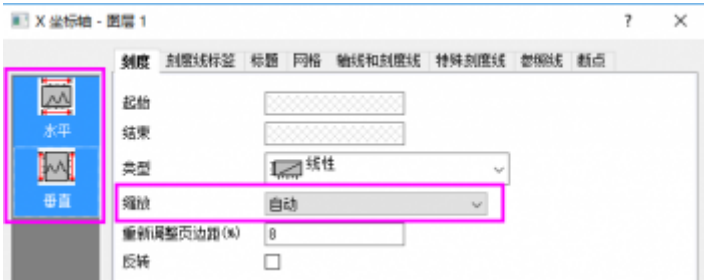 X 坐标轴 - 图层 1
? ×
刻度 刻度线标签 标题 网格 轴线和刻度线 特殊刻度线 参照线 断点
水平
垂直
起始
结束
类型 线性
缩放 自动
重新调整页边距(%) 8
反转